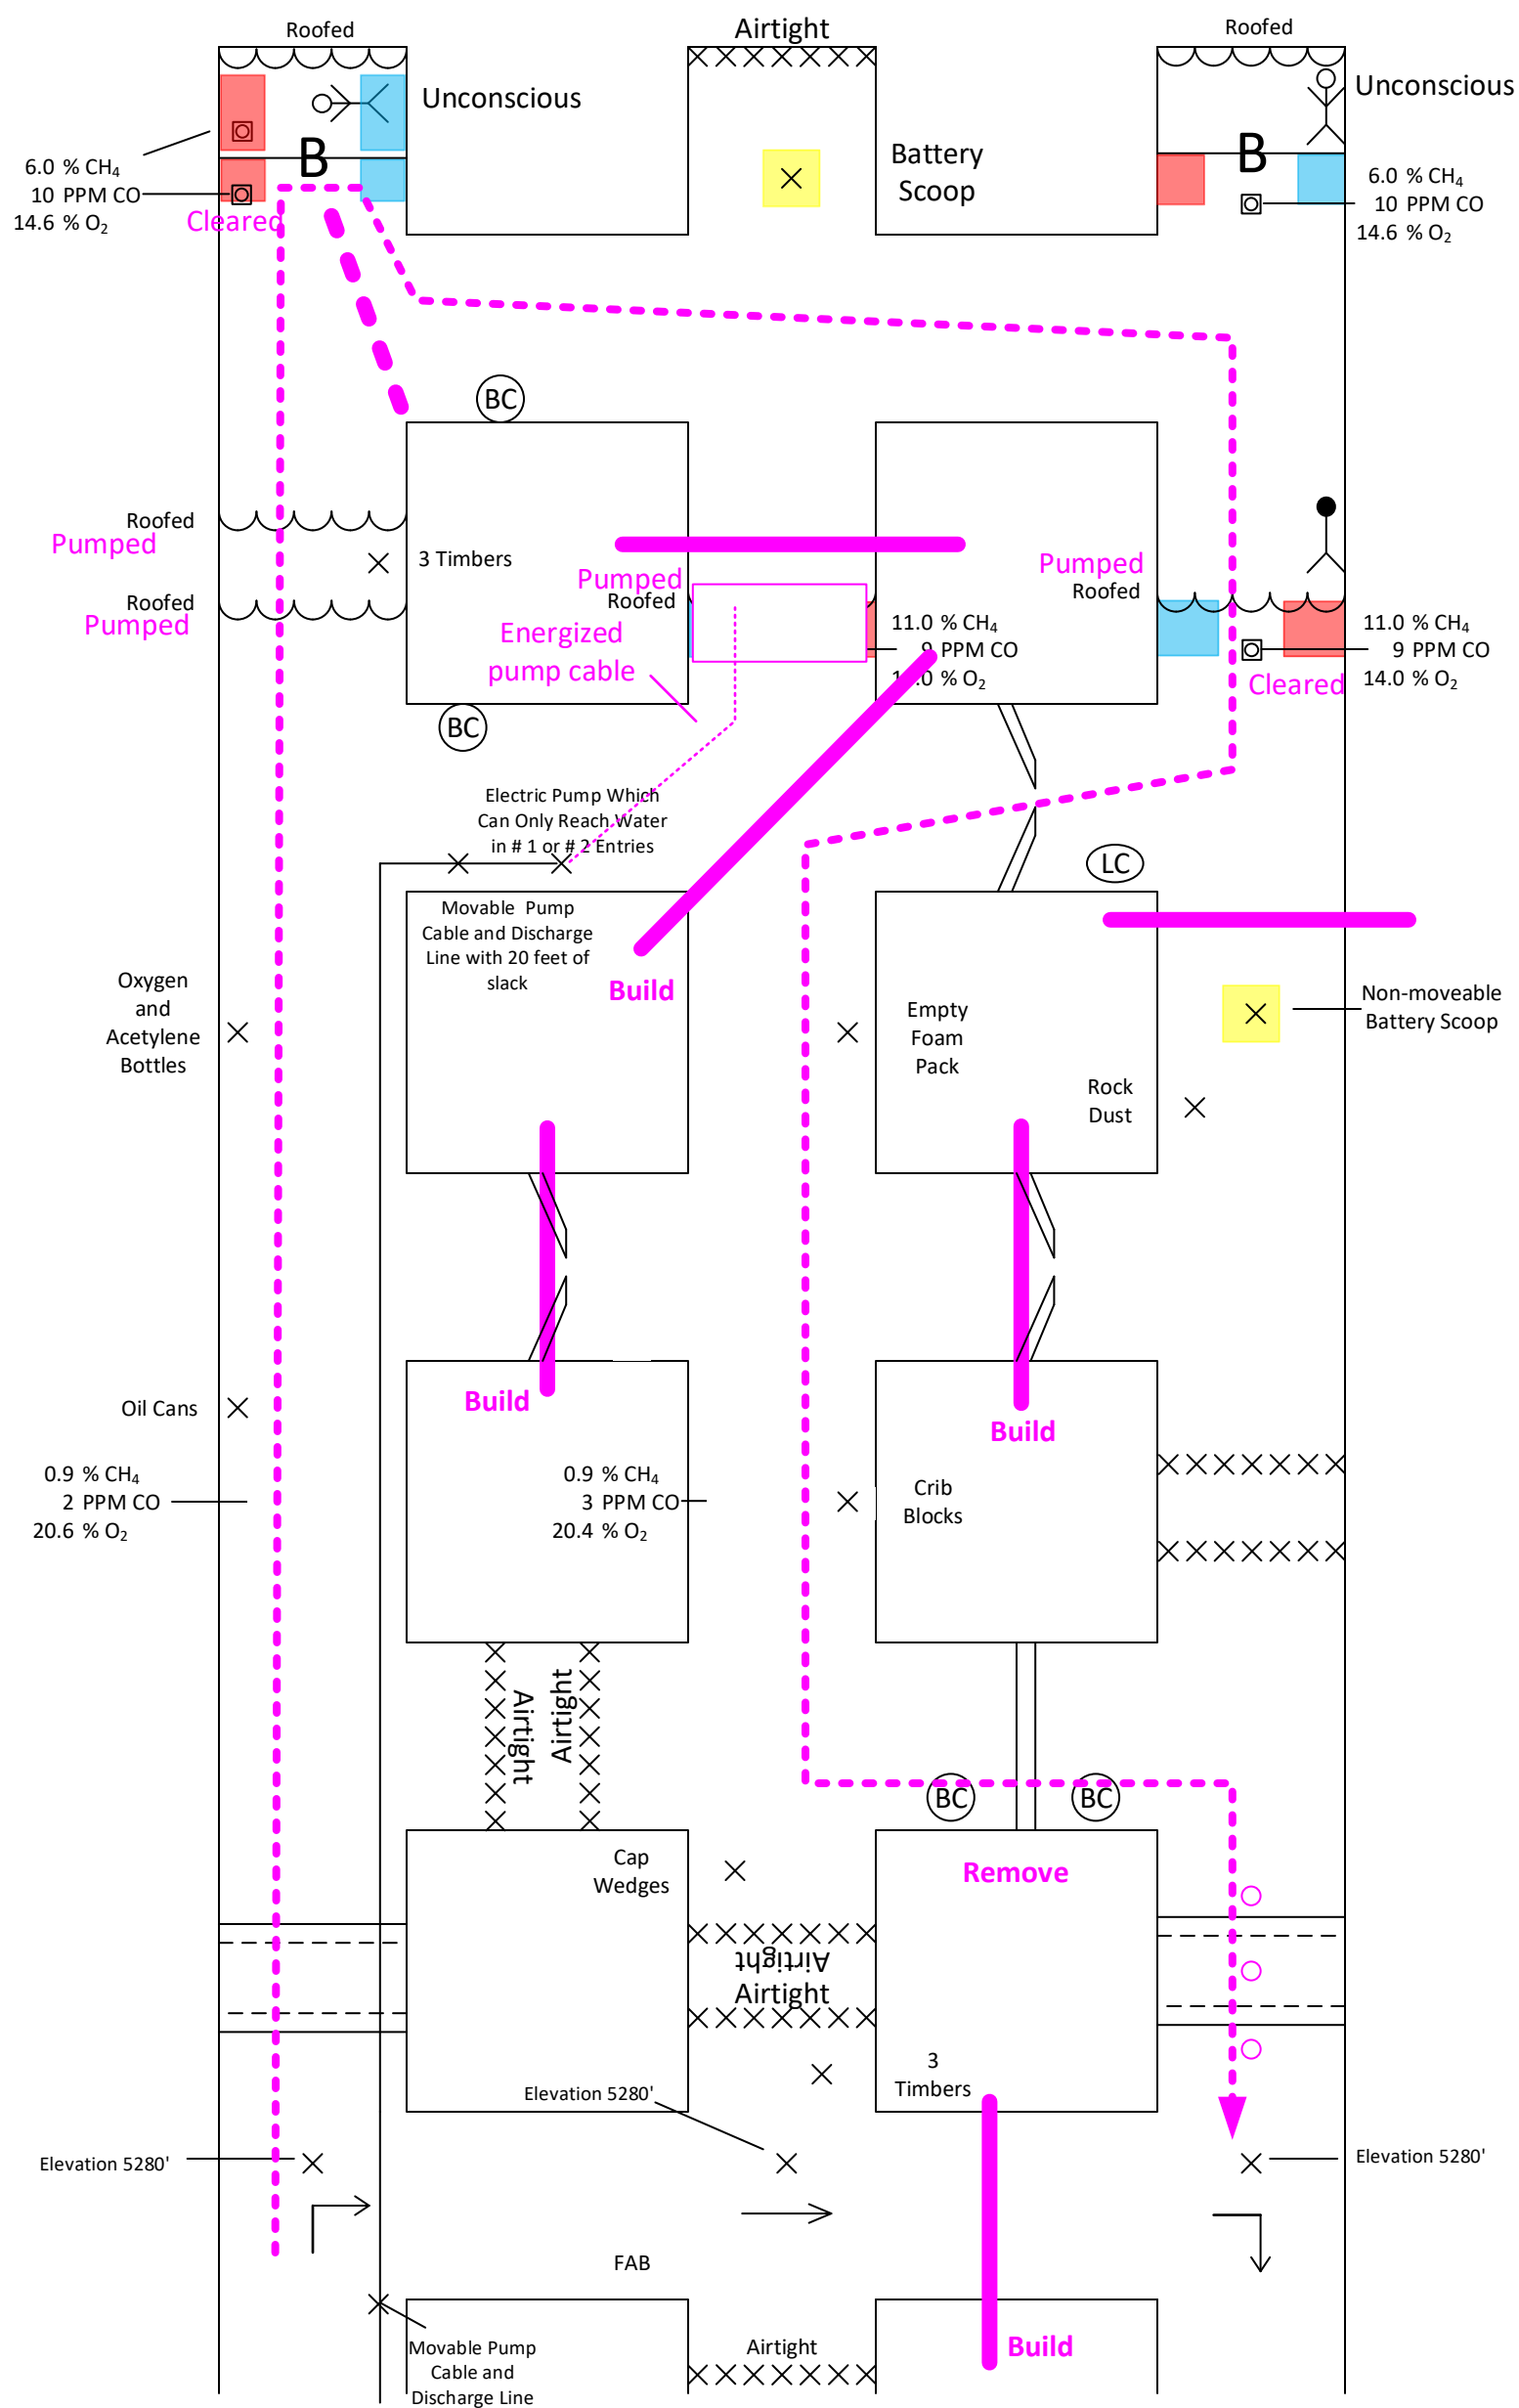 Roofed
Airtight
Roofed
Unconscious
Unconscious
B
B
6.0 % CH₄
10 PPM CO
14.6 % O₂
Cleared
Battery
Scoop
6.0 % CH₄
10 PPM CO
14.6 % O₂
BC
Roofed
Pumped
3 Timbers
Roofed
Pumped
Pumped
Roofed
Energized
pump cable
Pumped
Roofed
11.0 % CH₄
9 PPM CO
.0 % O₂
11.0 % CH₄
9 PPM CO
14.0 % O₂
Cleared
BC
Electric Pump Which
Can Only Reach Water
in # 1 or # 2 Entries
LC
Movable Pump
Cable and Discharge
Line with 20 feet of
slack
Build
Oxygen
and
Acetylene
Bottles
Empty
Foam
Pack
Rock
Dust
Non-moveable
Battery Scoop
Oil Cans
Build
Build
0.9 % CH₄
2 PPM CO
20.6 % O₂
0.9 % CH₄
3 PPM CO
20.4 % O₂
Crib
Blocks
Airtight
Airtight
BC
BC
Cap
Wedges
Remove
Airtight
Airtight
3
Timbers
Elevation 5280'
Elevation 5280'
Elevation 5280'
FAB
Airtight
Build
Movable Pump
Cable and
Discharge Line